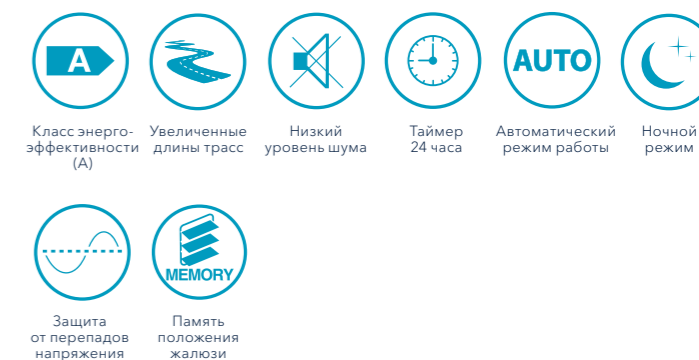 A
AUTO
Класс энерго-
эффективности
(A)
Увеличенные
длины трасс
Низкий
уровень шума
Таймер
24 часа
Автоматический
режим работы
Ночной
режим
MEMORY
Защита
от перепадов
напряжения
Память
положения
жалюзи